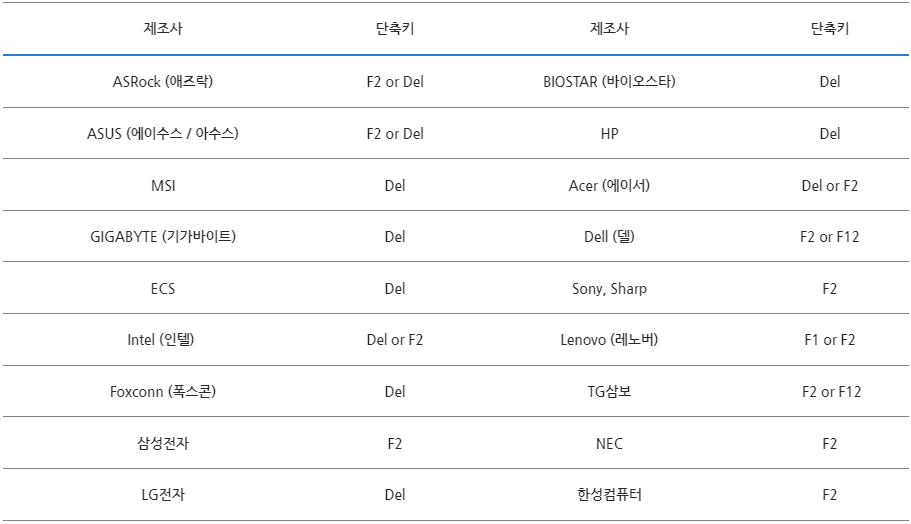 제조사 단축키 제조사 단축키
ASRock (애즈락) F2 or Del BIOSTAR (바이오스타) Del
ASUS (에이수스 / 아수스) F2 or Del HP Del
MSI Del Acer (에이서) Del or F2
GIGABYTE (기가바이트) Del Dell (델) F2 or F12
ECS Del Sony, Sharp F2
Intel (인텔) Del or F2 Lenovo (레노버) F1 or F2
Foxconn (폭스콘) Del TG삼보 F2 or F12
삼성전자 F2 NEC F2
LG전자 Del 한성컴퓨터 F2